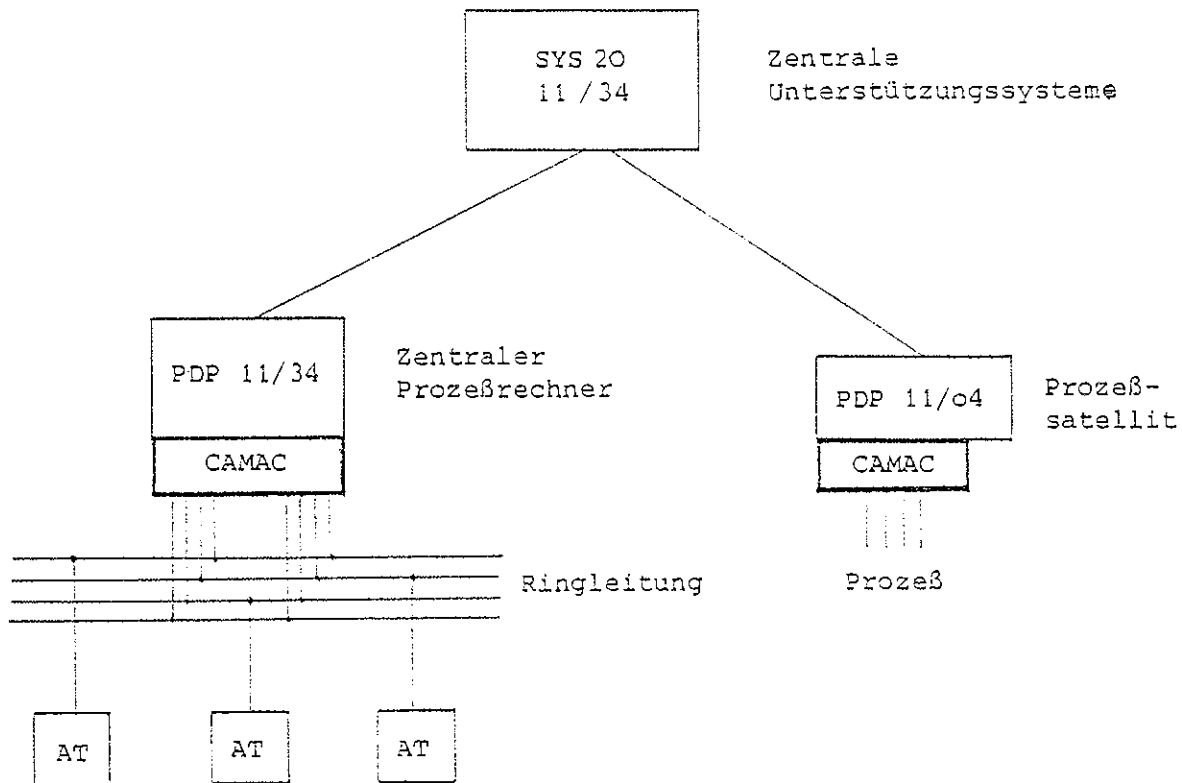 SYS 20
11 /34
Zentrale
Unterstützungssysteme
PDP 11/34
Zentraler
Prozeßrechner
CAMAC
PDP 11/o4
Prozeß-
satellit
CAMAC
Ringleitung
Prozeß
AT
AT
AT